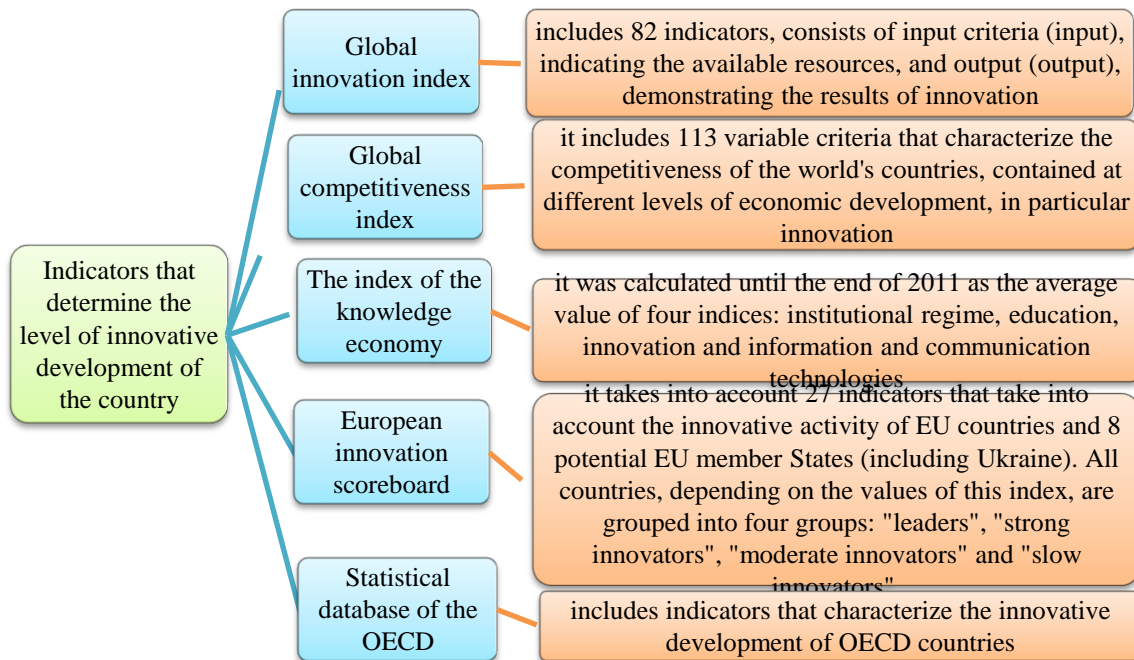 Indicators that
determine the
level of innovative
development of
the country
Global
innovation index
includes 82 indicators, consists of input criteria (input),
indicating the available resources, and output (output),
demonstrating the results of innovation
Global
competitiveness
index
it includes 113 variable criteria that characterize the
competitiveness of the world's countries, contained at
different levels of economic development, in particular
innovation
The index of the
knowledge
economy
it was calculated until the end of 2011 as the average
value of four indices: institutional regime, education,
innovation and information and communication
technologies
European
innovation
scoreboard
it takes into account 27 indicators that take into
account the innovative activity of EU countries and 8
potential EU member States (including Ukraine). All
countries, depending on the values of this index, are
grouped into four groups: "leaders", "strong
innovators", "moderate innovators" and "slow
innovators"
Statistical
database of the
OECD
includes indicators that characterize the innovative
development of OECD countries